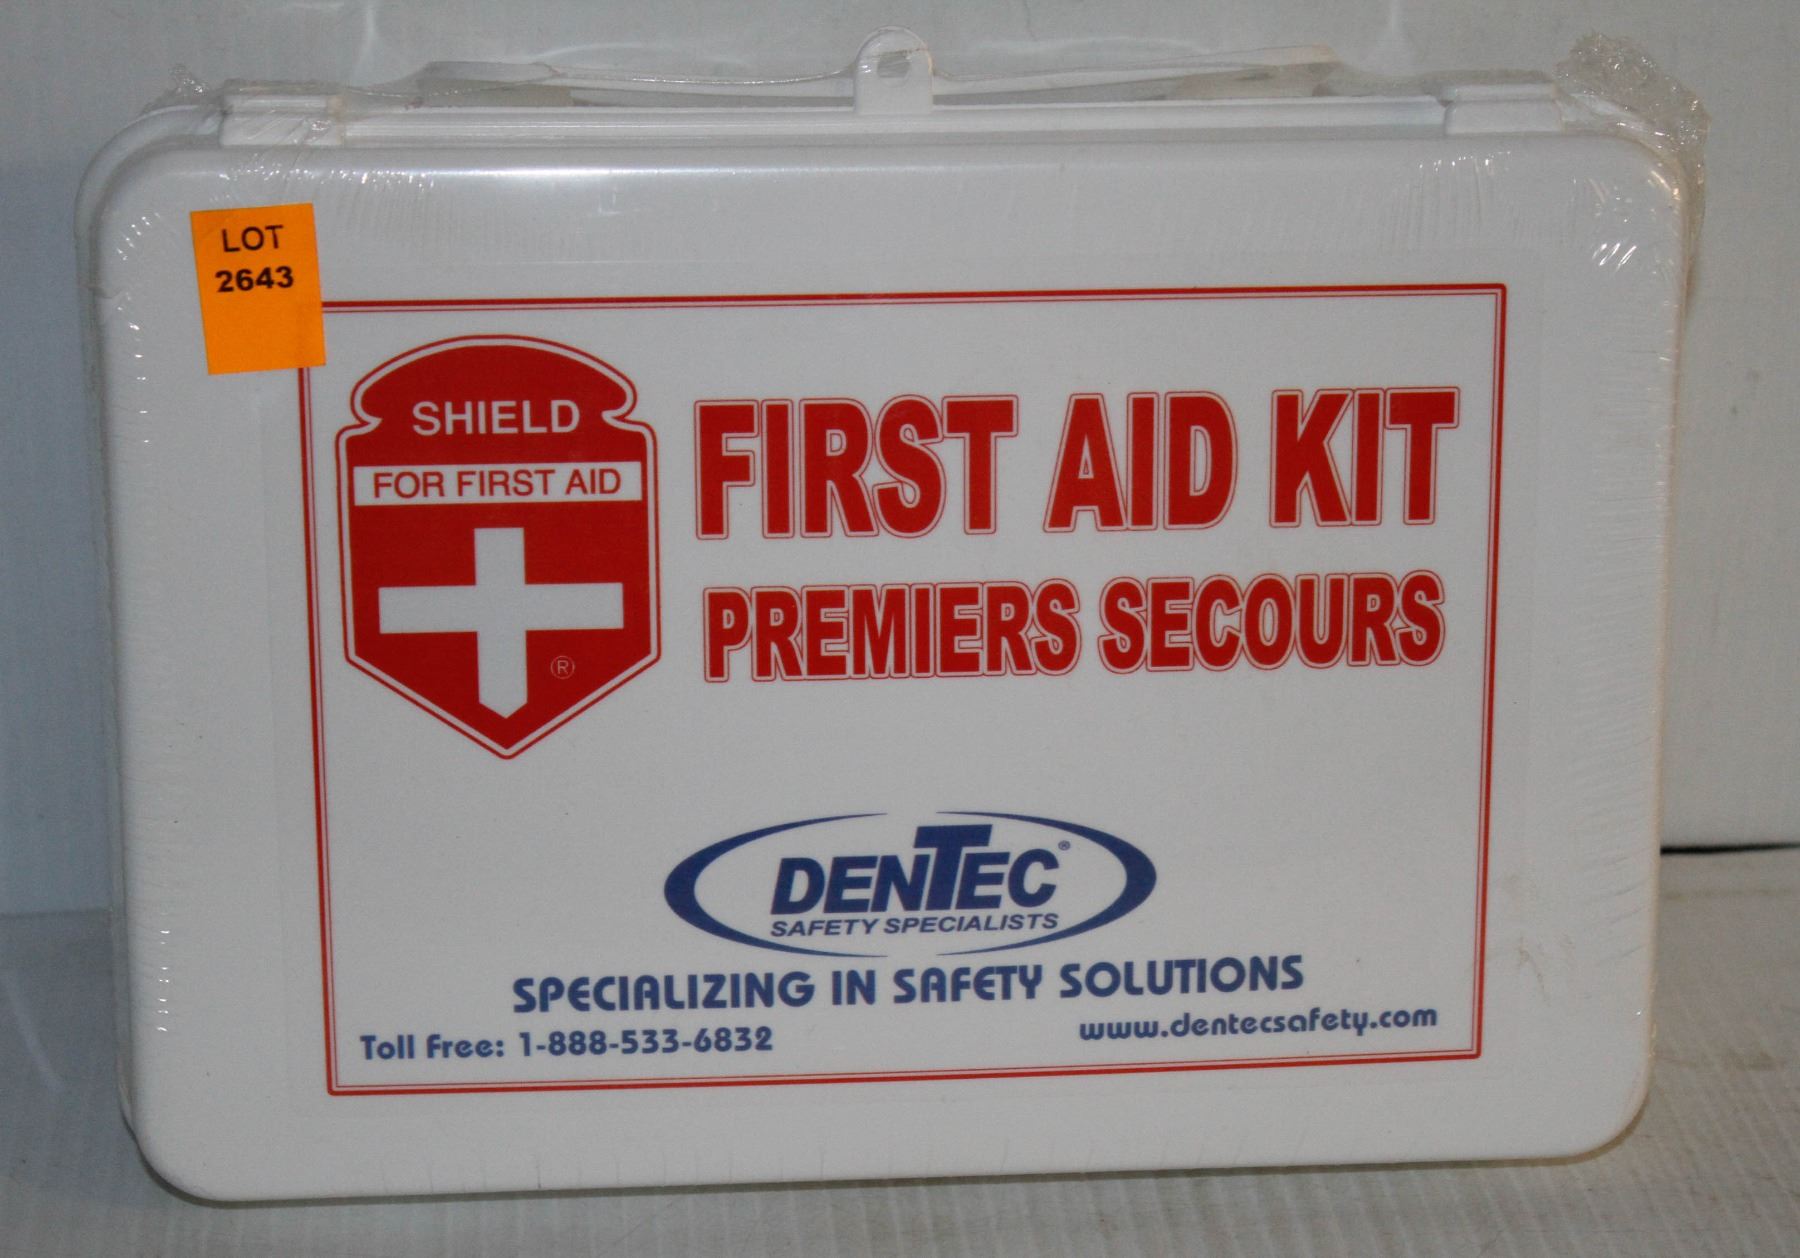 LOT
2643
SHIELD
FOR FIRST AID
®
FIRST AID KIT
PREMIERS SECOURS
DENTEC®
SAFETY SPECIALISTS
SPECIALIZING IN SAFETY SOLUTIONS
Toll Free: 1-888-533-6832
www.dentecsafety.com